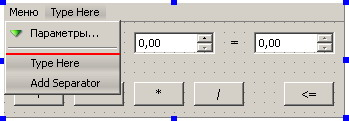 Меню Type Here
Параметры...
0,00 = 0,00
Type Here
Add Separator
* / <=